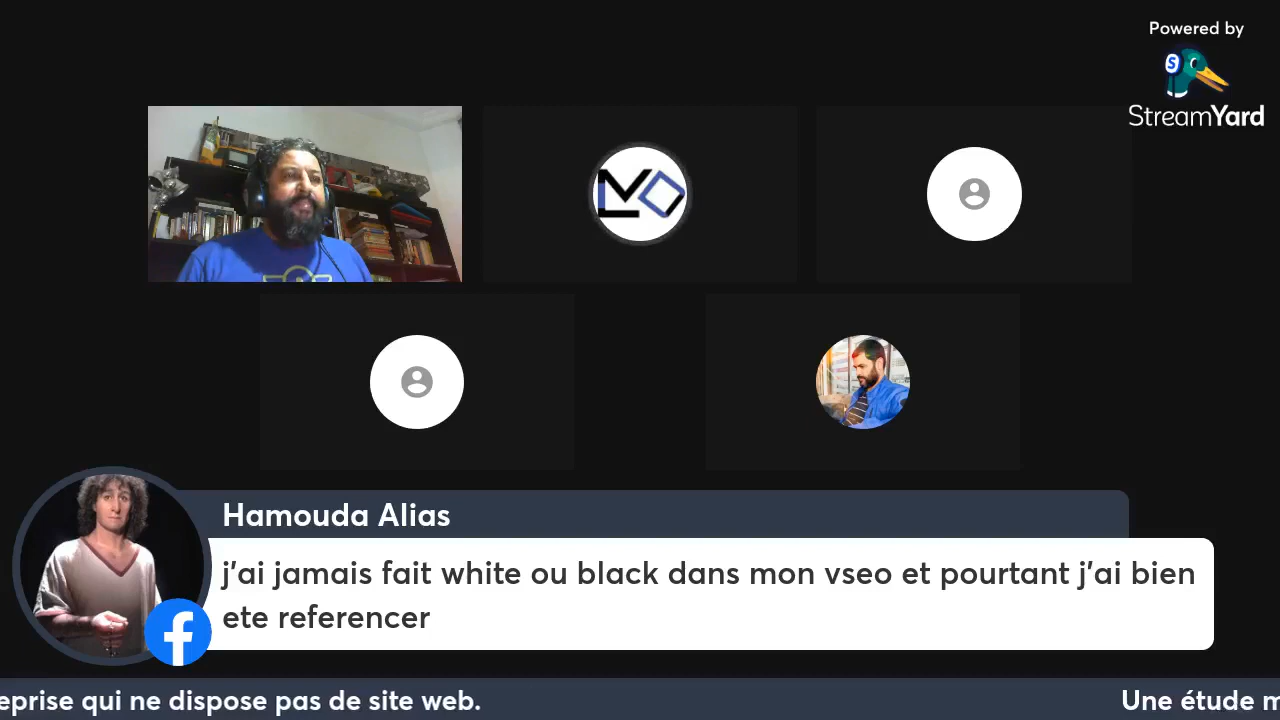 Powered by
S
StreamYard
Hamouda Alias
j'ai jamais fait white ou black dans mon vseo et pourtant j'ai bien
ete referencer
eprise qui ne dispose pas de site web.
Une étude m